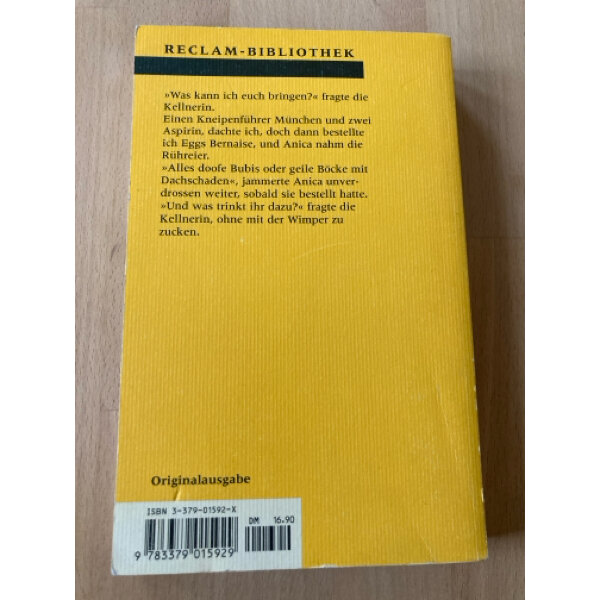 RECLAM-BIBLIOTHEK
»Was kann ich euch bringen?« fragte die
Kellnerin.
Einen Kneipenführer München und zwei
Aspirin, dachte ich, doch dann bestellte
ich Eggs Bernaise, und Anica nahm die
Rühreier.
»Alles doofe Bubis oder geile Böcke mit
Dachschaden«, jammerte Anica unver-
drossen weiter, sobald sie bestellt hatte.
»Und was trinkt ihr dazu?« fragte die
Kellnerin, ohne mit der Wimper zu
zucken.
Originalausgabe
ISBN 3-379-01592-X
DM 16.90
9 783379 015929